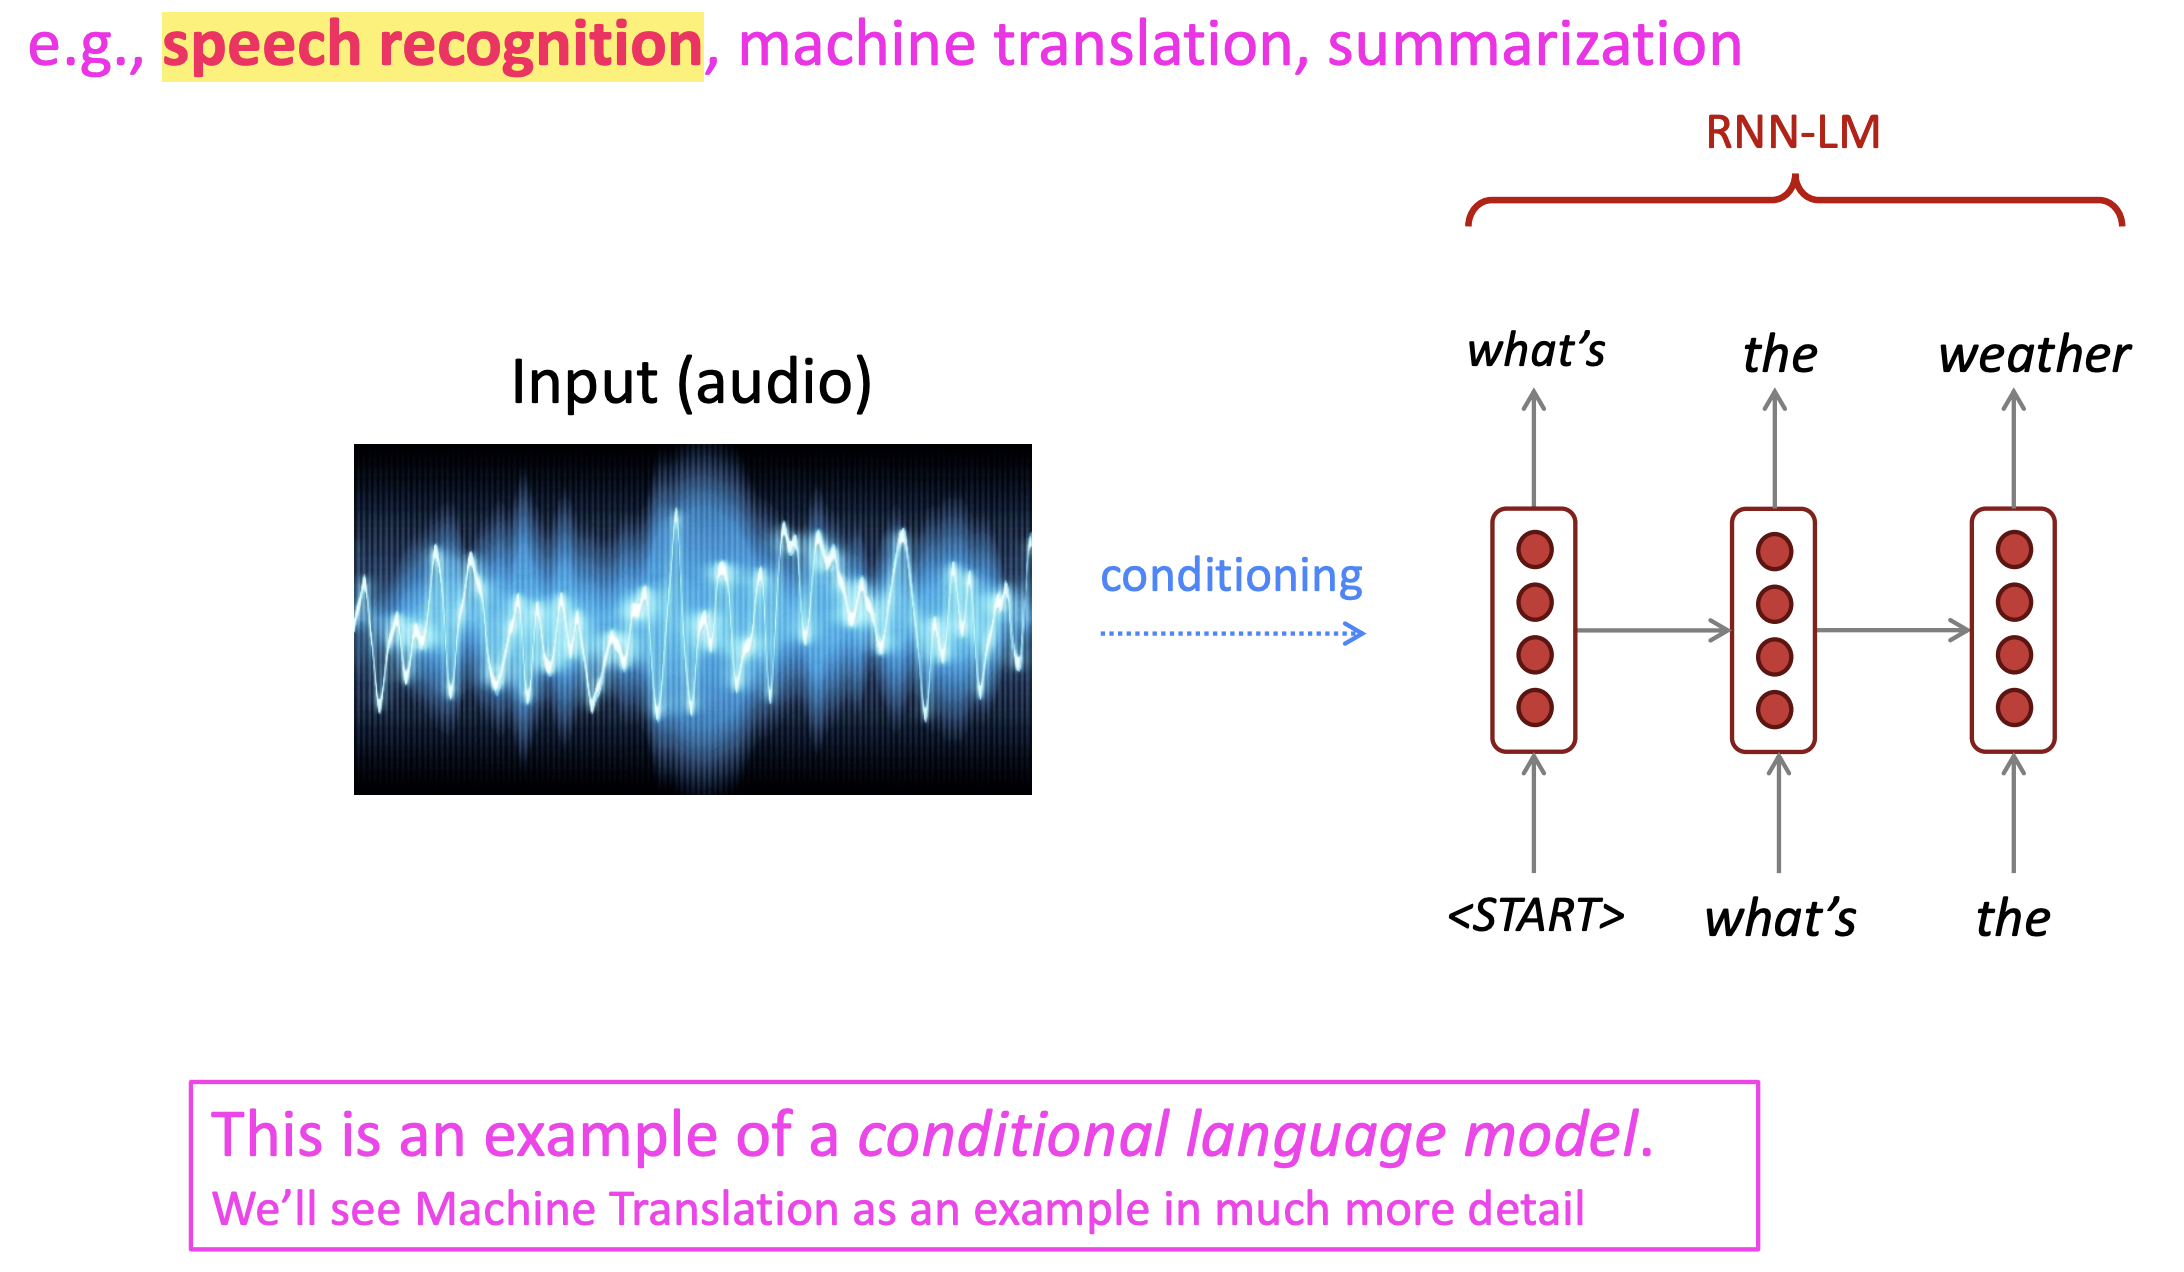 e.g., speech recognition, machine translation, summarization
RNN-LM
Input (audio)
what’s the weather
conditioning
<START> what’s the
This is an example of a conditional language model.
We’ll see Machine Translation as an example in much more detail